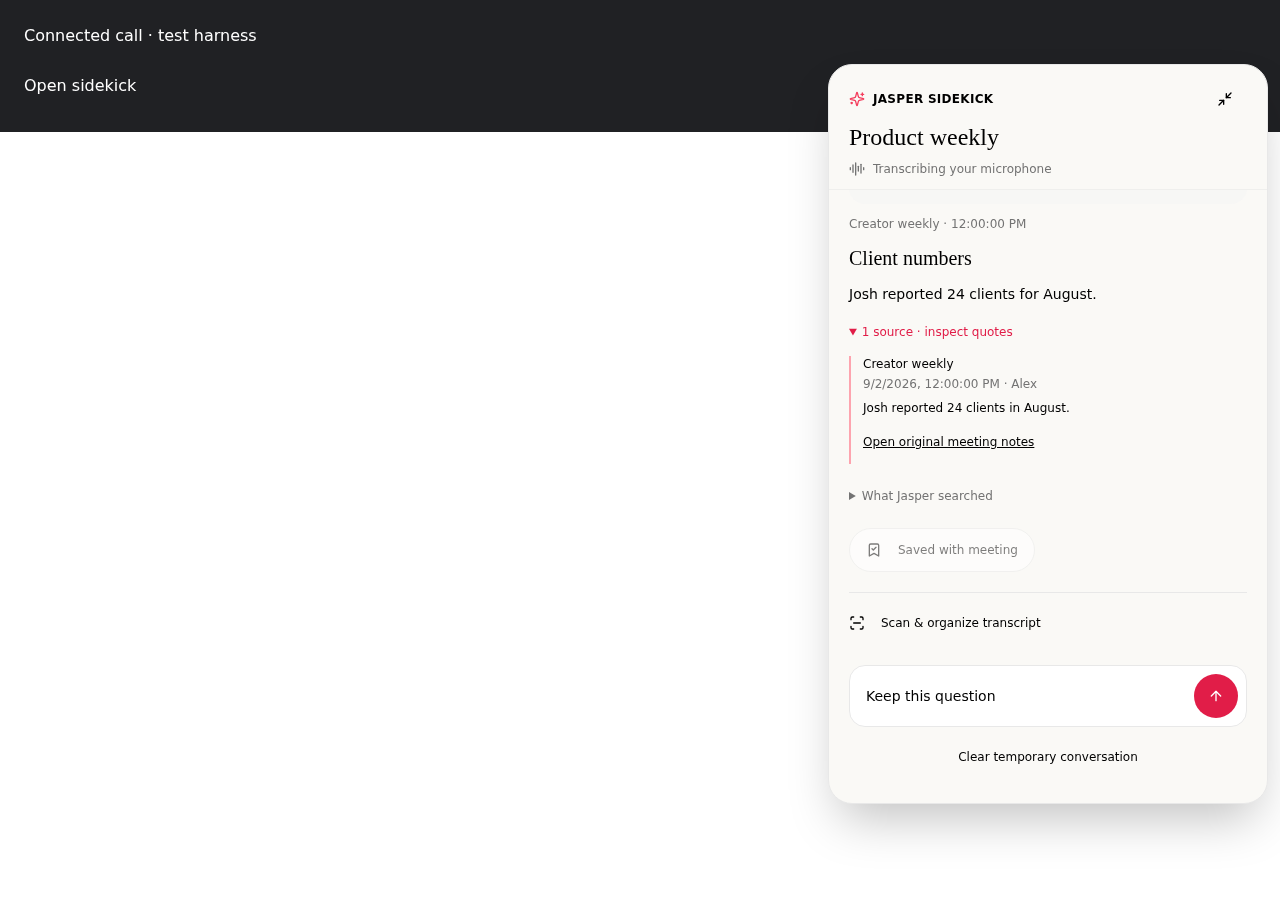 Connected call · test harness
Open sidekick
JASPER SIDEKICK
Product weekly
Transcribing your microphone
Creator weekly · 12:00:00 PM
Client numbers
Josh reported 24 clients for August.
1 source · inspect quotes
Creator weekly
9/2/2026, 12:00:00 PM · Alex
Josh reported 24 clients in August.
Open original meeting notes
What Jasper searched
Saved with meeting
Scan & organize transcript
Keep this question
Clear temporary conversation